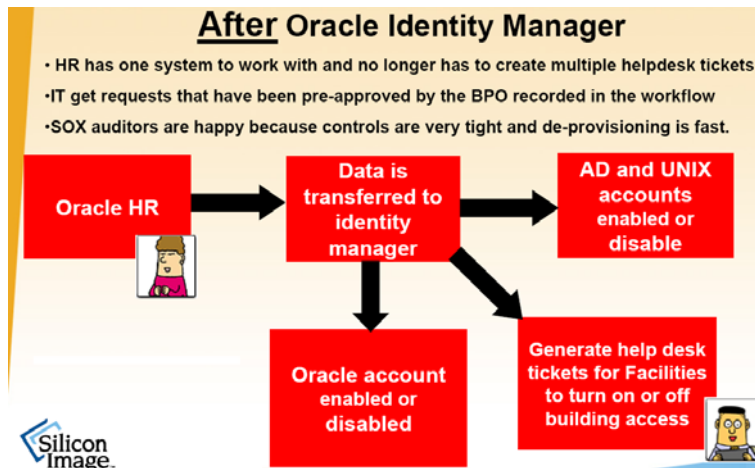 After Oracle Identity Manager
• HR has one system to work with and no longer has to create multiple helpdesk tickets
•IT get requests that have been pre-approved by the BPO recorded in the workflow
•SOX auditors are happy because controls are very tight and de-provisioning is fast.
Oracle HR
Data is
transferred to
identity
manager
AD and UNIX
accounts
enabled or
disable
Oracle account
enabled or
disabled
Generate help desk
tickets for Facilities
to turn on or off
building access
Silicon
Image